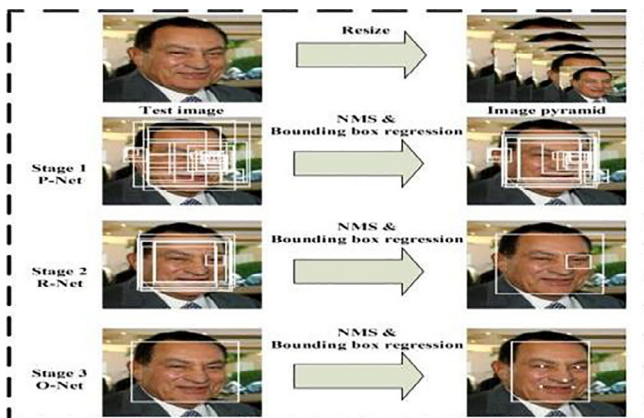 Resize
Test image
Image pyramid
NMS &
Bounding box regression
Stage 1
P-Net
NMS &
Bounding box regression
Stage 2
R-Net
NMS &
Bounding box regression
Stage 3
O-Net